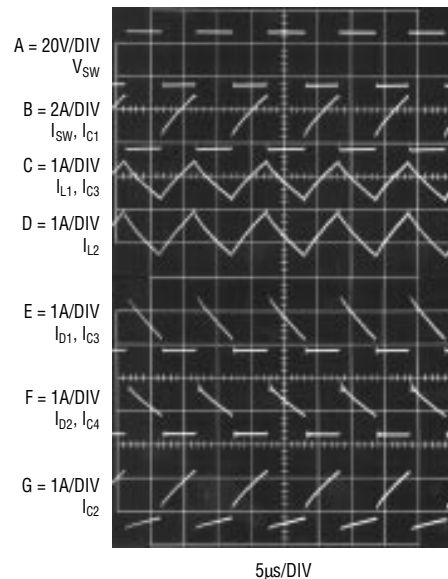 A = 20V/DIV
VSW
B = 2A/DIV
ISW, IC1
C = 1A/DIV
IL1, IC3
D = 1A/DIV
IL2
E = 1A/DIV
ID1, IC3
F = 1A/DIV
ID2, IC4
G = 1A/DIV
IC2
5µs/DIV